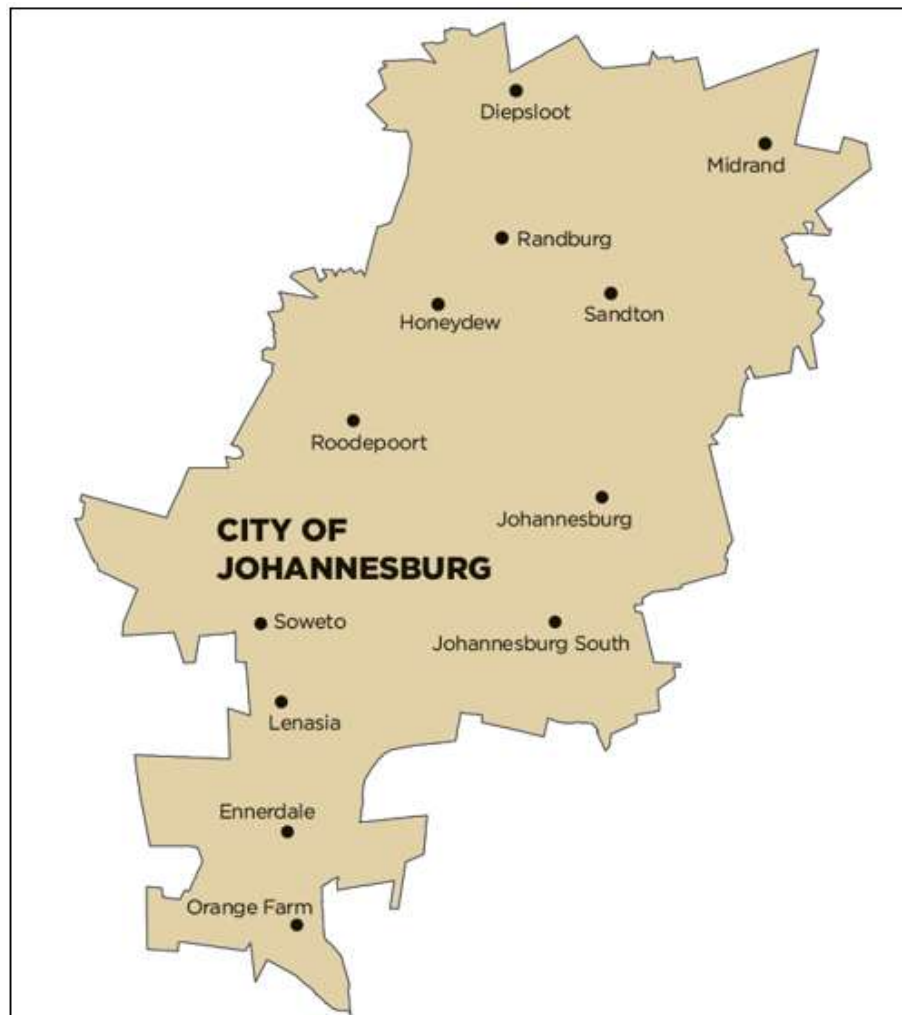 Diepsloot
Midrand
Randburg
Sandton
Honeydew
Roodepoort
Johannesburg
CITY OF
JOHANNESBURG
Soweto
Johannesburg South
Lenasia
Ennerdale
Orange Farm